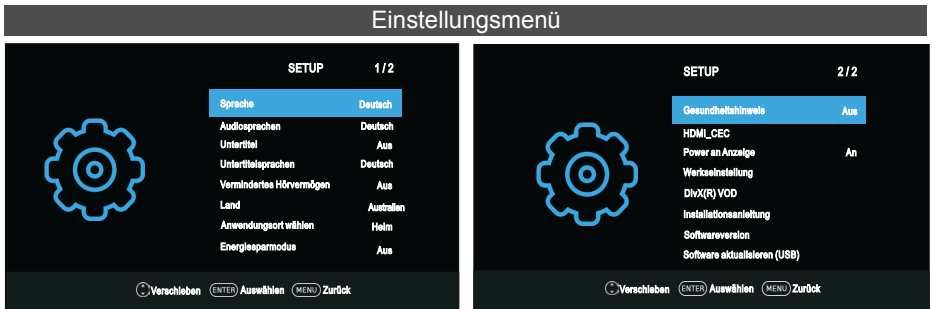 Einstellungsmenü
SETUP 1/2
Sprache Deutsch
Audiosprachen Deutsch
Untertitel Aus
Untertitelsprachen Deutsch
Vermindertes Hörvermögen Aus
Land Australien
Anwendungsort wählen Heim
Energiesparmodus Aus
Verschieben ENTER Auswählen MENU Zurück
SETUP 2/2
Gesundheitshinweis Aus
HDMI_CEC
Power an Anzeige An
Werkseinstellung
DivX(R) VOD
Installationsanleitung
Softwareversion
Software aktualisieren (USB)
Verschieben ENTER Auswählen MENU Zurück